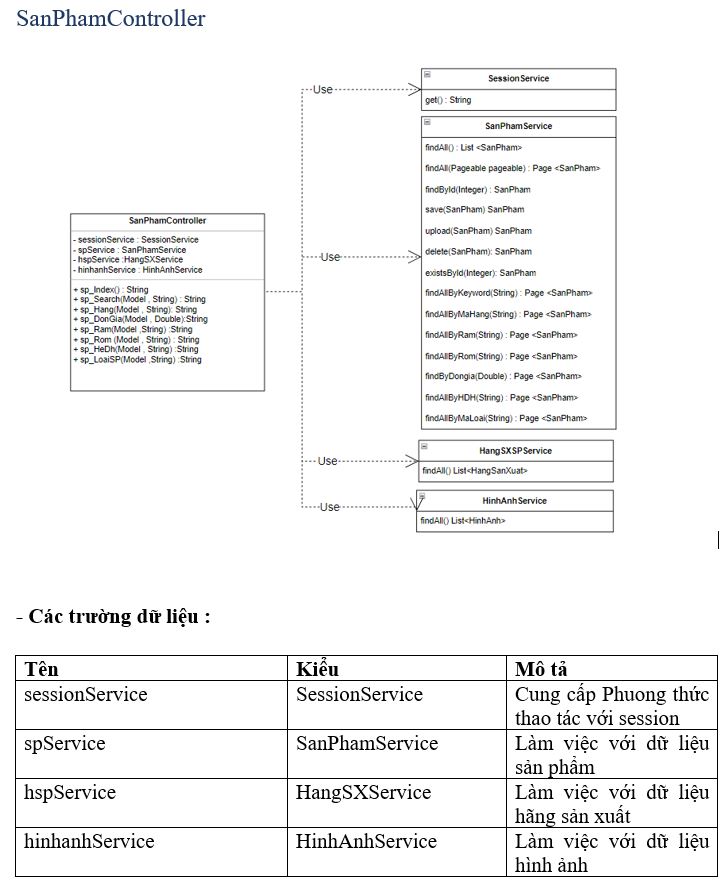 SanPhamController
Use
SessionService
get() : String
SanPhamService
findAll() : List <SanPham>
findAll(Pageable pageable) : Page <SanPham>
findById(Integer) : SanPham
save(SanPham) SanPham
upload(SanPham) SanPham
Use
delete(SanPham): SanPham
existsById(Integer): SanPham
findAllByKeyword(String) : Page <SanPham>
findAllByMaHang(String) : Page <SanPham>
findAllByRam(String) : Page <SanPham>
findAllByRom(String) : Page <SanPham>
findByDongia(Double) : Page <SanPham>
findAllByHDH(String) : Page <SanPham>
findAllByMaLoai(String) : Page <SanPham>
SanPhamController
- sessionService : SessionService
- spService : SanPhamService
- hspService :HangSXService
- hinhanhService : HinhAnhService
+ sp_Index() : String
+ sp_Search(Model , String) : String
+ sp_Hang(Model , String): String
+ sp_DonGia(Model , Double):String
+ sp_Ram(Model ,String) :String
+ sp_Rom (Model , String) : String
+ sp_HeDh(Model , String) :String
+ sp_LoaiSP(Model ,String) :String
Use
HangSXSPService
findAll() List<HangSanXuat>
Use
HinhAnhService
findAll() List<HinhAnh>
- Các trường dữ liệu :
Tên Kiểu Mô tả
sessionService SessionService Cung cấp Phuong thức
thao tác với session
spService SanPhamService Làm việc với dữ liệu
sản phẩm
hspService HangSXService Làm việc với dữ liệu
hãng sản xuất
hinhanhService HinhAnhService Làm việc với dữ liệu
hình ảnh